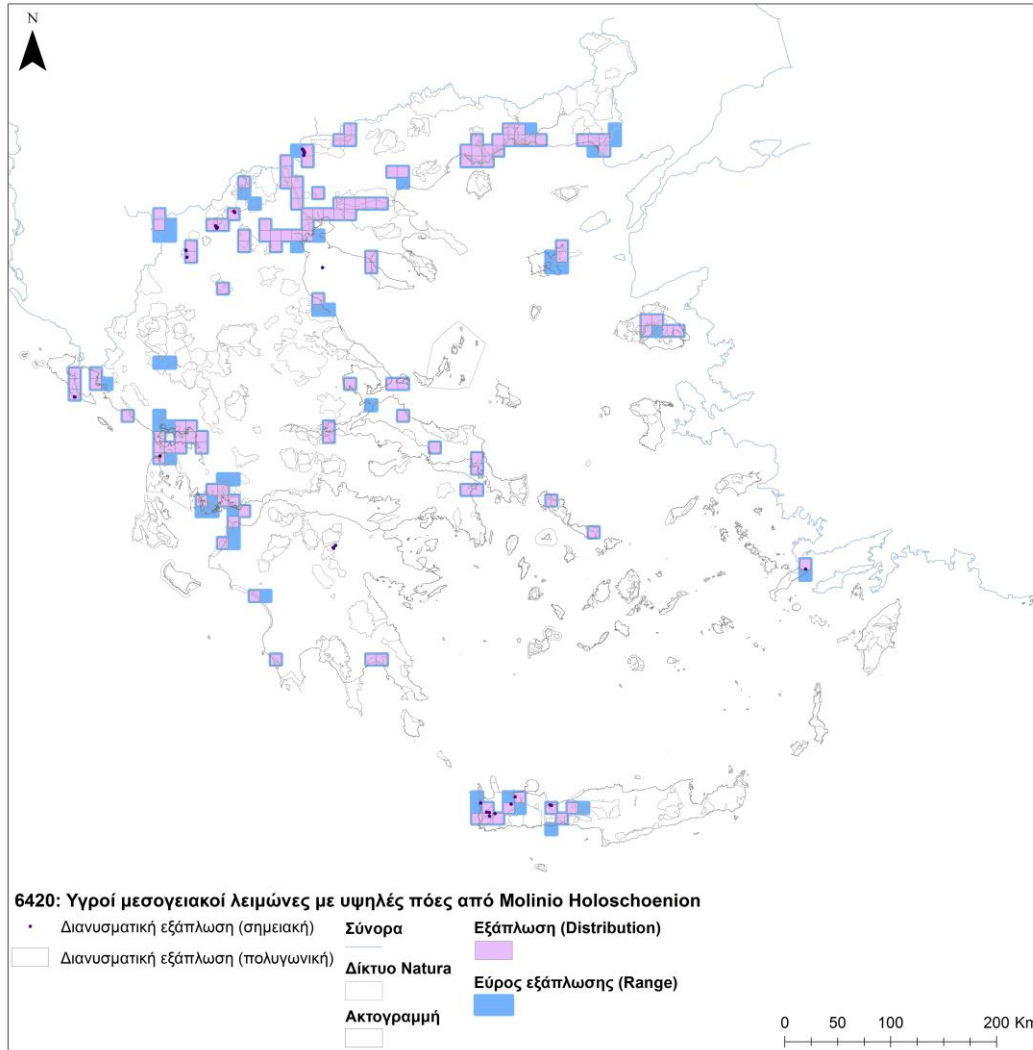 N
6420: Υγροί μεσογειακοί λειμώνες με υψηλές πόες από Molinio Holoschoenion
Διανυσματική εξάπλωση (σημειακή)
Διανυσματική εξάπλωση (πολυγωνική)
Σύνορα
Δίκτυο Natura
Ακτογραμμή
Εξάπλωση (Distribution)
Εύρος εξάπλωσης (Range)
0 50 100 200 Km